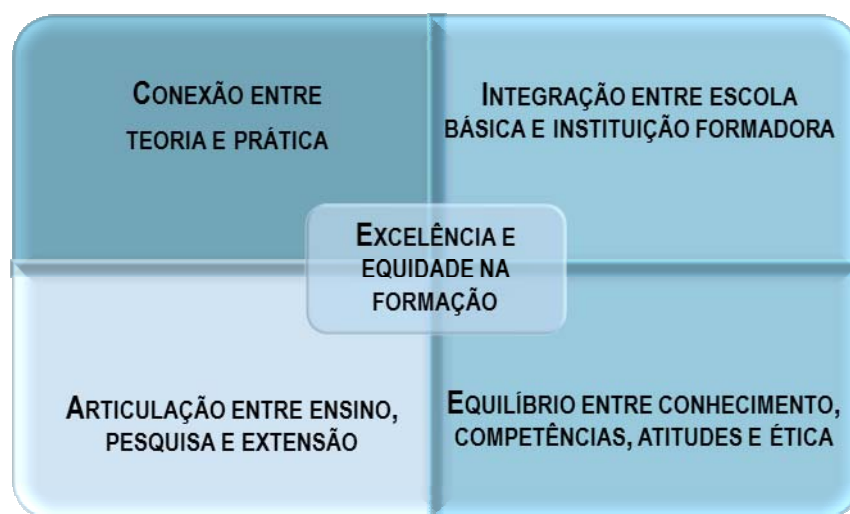 CONEXÃO ENTRE
TEORIA E PRÁTICA
INTEGRAÇÃO ENTRE ESCOLA
BÁSICA E INSTITUIÇÃO FORMADORA
EXCELÊNCIA E
EQUIDADE NA
FORMAÇÃO
ARTICULAÇÃO ENTRE ENSINO,
PESQUISA E EXTENSÃO
EQUILÍBRIO ENTRE CONHECIMENTO,
COMPETÊNCIAS, ATITUDES E ÉTICA